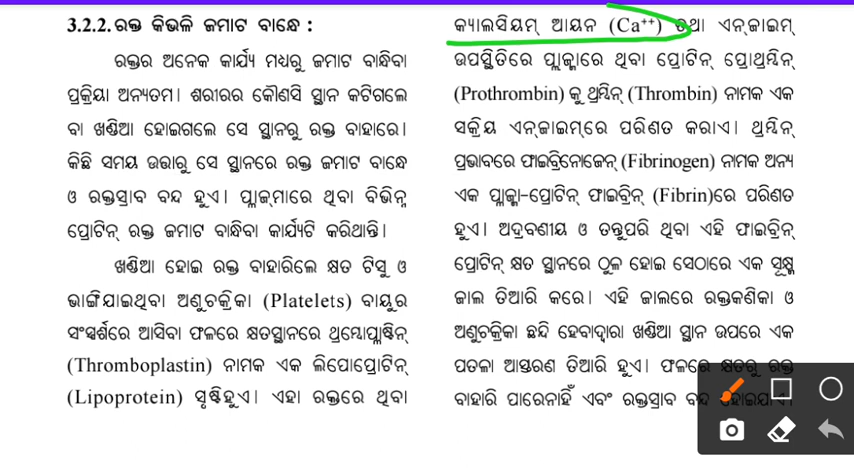 3.2.2. ରକ୍ତ କିଭଳି ଜମାଟ ବାନ୍ଧେ :
ରକ୍ତର ଅନେକ କାର୍ଯ୍ୟ ମଧ୍ୟରୁ ଜମାଟ ବାନ୍ଧିବା
ପ୍ରକ୍ରିୟା ଅନ୍ୟତମ। ଶରୀରର କୌଣସି ସ୍ଥାନ କଟିଗଲେ
ବା ଖଣ୍ଡିଆ ହୋଇଗଲେ ସେ ସ୍ଥାନରୁ ରକ୍ତ ବାହାରେ।
କିଛି ସମୟ ଉତ୍ତାରୁ ସେ ସ୍ଥାନରେ ରକ୍ତ ଜମାଟ ବାନ୍ଧେ
ଓ ରକ୍ତସ୍ରାବ ବନ୍ଦ ହୁଏ। ପ୍ଲାଜ୍‌ମାରେ ଥିବା ବିଭିନ୍ନ
ପ୍ରୋଟିନ୍ ରକ୍ତ ଜମାଟ ବାନ୍ଧିବା କାର୍ଯ୍ୟଟି କରିଥାନ୍ତି।
ଖଣ୍ଡିଆ ହୋଇ ରକ୍ତ ବାହାରିଲେ କ୍ଷତ ଟିସୁ ଓ
ଭାଙ୍ଗିଯାଇଥିବା ଅଣୁଚକ୍ରିକା (Platelets) ବାୟୁର
ସଂସ୍ପର୍ଶରେ ଆସିବା ଫଳରେ କ୍ଷତସ୍ଥାନରେ ଥ୍ରମ୍ବୋପ୍ଲାଷ୍ଟିନ୍
(Thromboplastin) ନାମକ ଏକ ଲିପୋପ୍ରୋଟିନ୍
(Lipoprotein) ସୃଷ୍ଟିହୁଏ। ଏହା ରକ୍ତରେ ଥିବା
କ୍ୟାଲସିୟମ୍ ଆୟନ (Ca⁺⁺) ତଥା ଏନ୍‌ଜାଇମ୍
ଉପସ୍ଥିତିରେ ପ୍ଲାଜ୍ମାରେ ଥିବା ପ୍ରୋଟିନ୍ ପ୍ରୋଥ୍ରମ୍ବିନ୍
(Prothrombin) କୁ ଥ୍ରମ୍ବିନ୍ (Thrombin) ନାମକ ଏକ
ସକ୍ରିୟ ଏନ୍‌ଜାଇମ୍‌ରେ ପରିଣତ କରାଏ। ଥ୍ରମ୍ବିନ୍
ପ୍ରଭାବରେ ଫାଇବ୍ରିନୋଜେନ୍ (Fibrinogen) ନାମକ ଅନ୍ୟ
ଏକ ପ୍ଲାଜ୍ମା-ପ୍ରୋଟିନ୍ ଫାଇବ୍ରିନ୍ (Fibrin)ରେ ପରିଣତ
ହୁଏ। ଅଦ୍ରବଣୀୟ ଓ ତନ୍ତୁପରି ଥିବା ଏହି ଫାଇବ୍ରିନ୍
ପ୍ରୋଟିନ୍ କ୍ଷତ ସ୍ଥାନରେ ଠୁଳ ହୋଇ ସେଠାରେ ଏକ ସୂକ୍ଷ୍ମ
ଜାଲ ତିଆରି କରେ। ଏହି ଜାଲରେ ରକ୍ତକଣିକା ଓ
ଅଣୁଚକ୍ରିକା ଛନ୍ଦି ହେବାଦ୍ୱାରା ଖଣ୍ଡିଆ ସ୍ଥାନ ଉପରେ ଏକ
ପତଳା ଆସ୍ତରଣ ତିଆରି ହୁଏ। ଫଳରେ କ୍ଷତରୁ ରକ୍ତ
ବାହାରି ପାରେନାହିଁ ଏବଂ ରକ୍ତସ୍ରାବ ବନ୍ଦ ହୋଇଯାଏ।